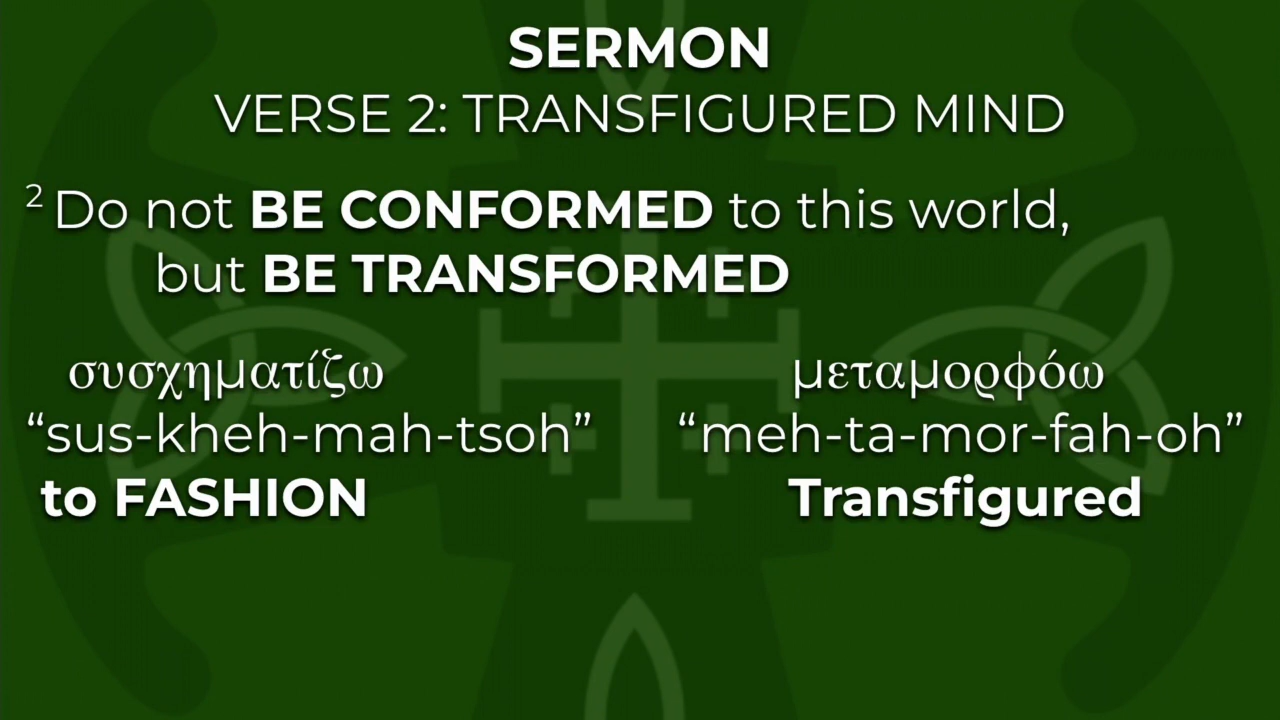 SERMON
VERSE 2: TRANSFIGURED MIND
² Do not BE CONFORMED to this world,
but BE TRANSFORMED
συσχηματίζω μεταμορφόω
“sus-kheh-mah-tsoh” “meh-ta-mor-fah-oh”
to FASHION Transfigured